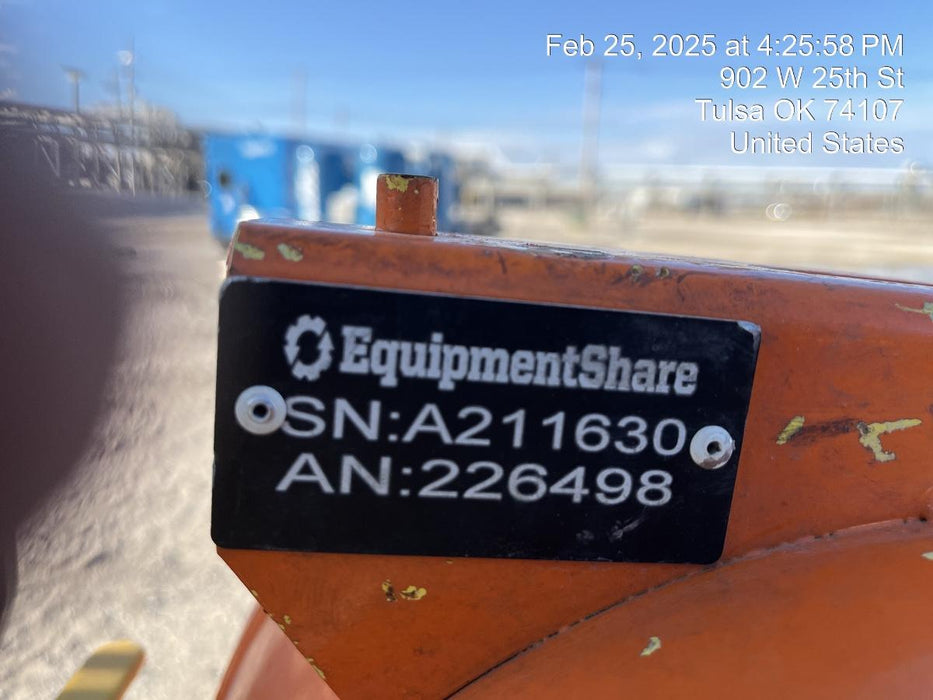 Feb 25, 2025 at 4:25:58 PM
902 W 25th St
Tulsa OK 74107
United States
EquipmentShare
SN:A211630
AN:226498